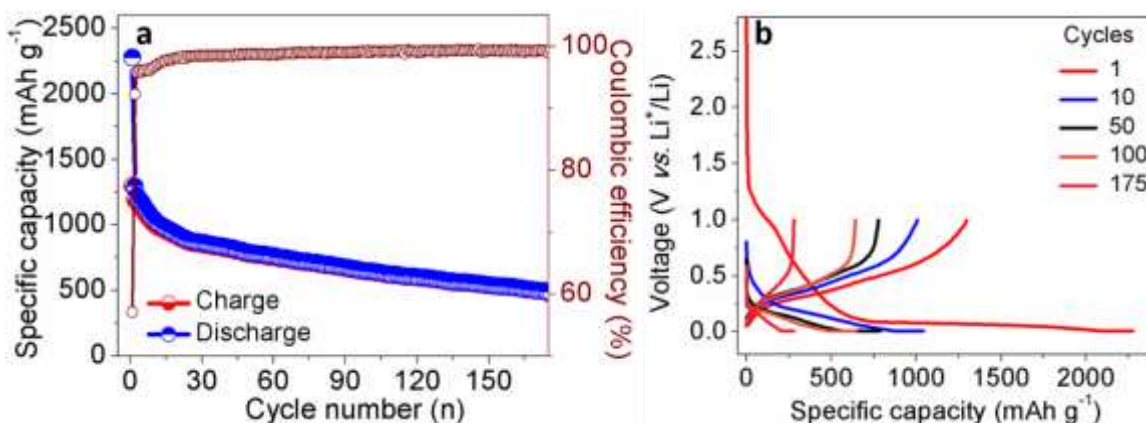 a
2500
2000
1500
1000
500
0
Specific capacity (mAh g⁻¹)
0 30 60 90 120 150
Cycle number (n)
100
80
60
Coulombic efficiency (%)
Charge
Discharge
b
2.5
2.0
1.5
1.0
0.5
0.0
Voltage (V vs. Li⁺/Li)
0 500 1000 1500 2000
Specific capacity (mAh g⁻¹)
Cycles
1
10
50
100
175